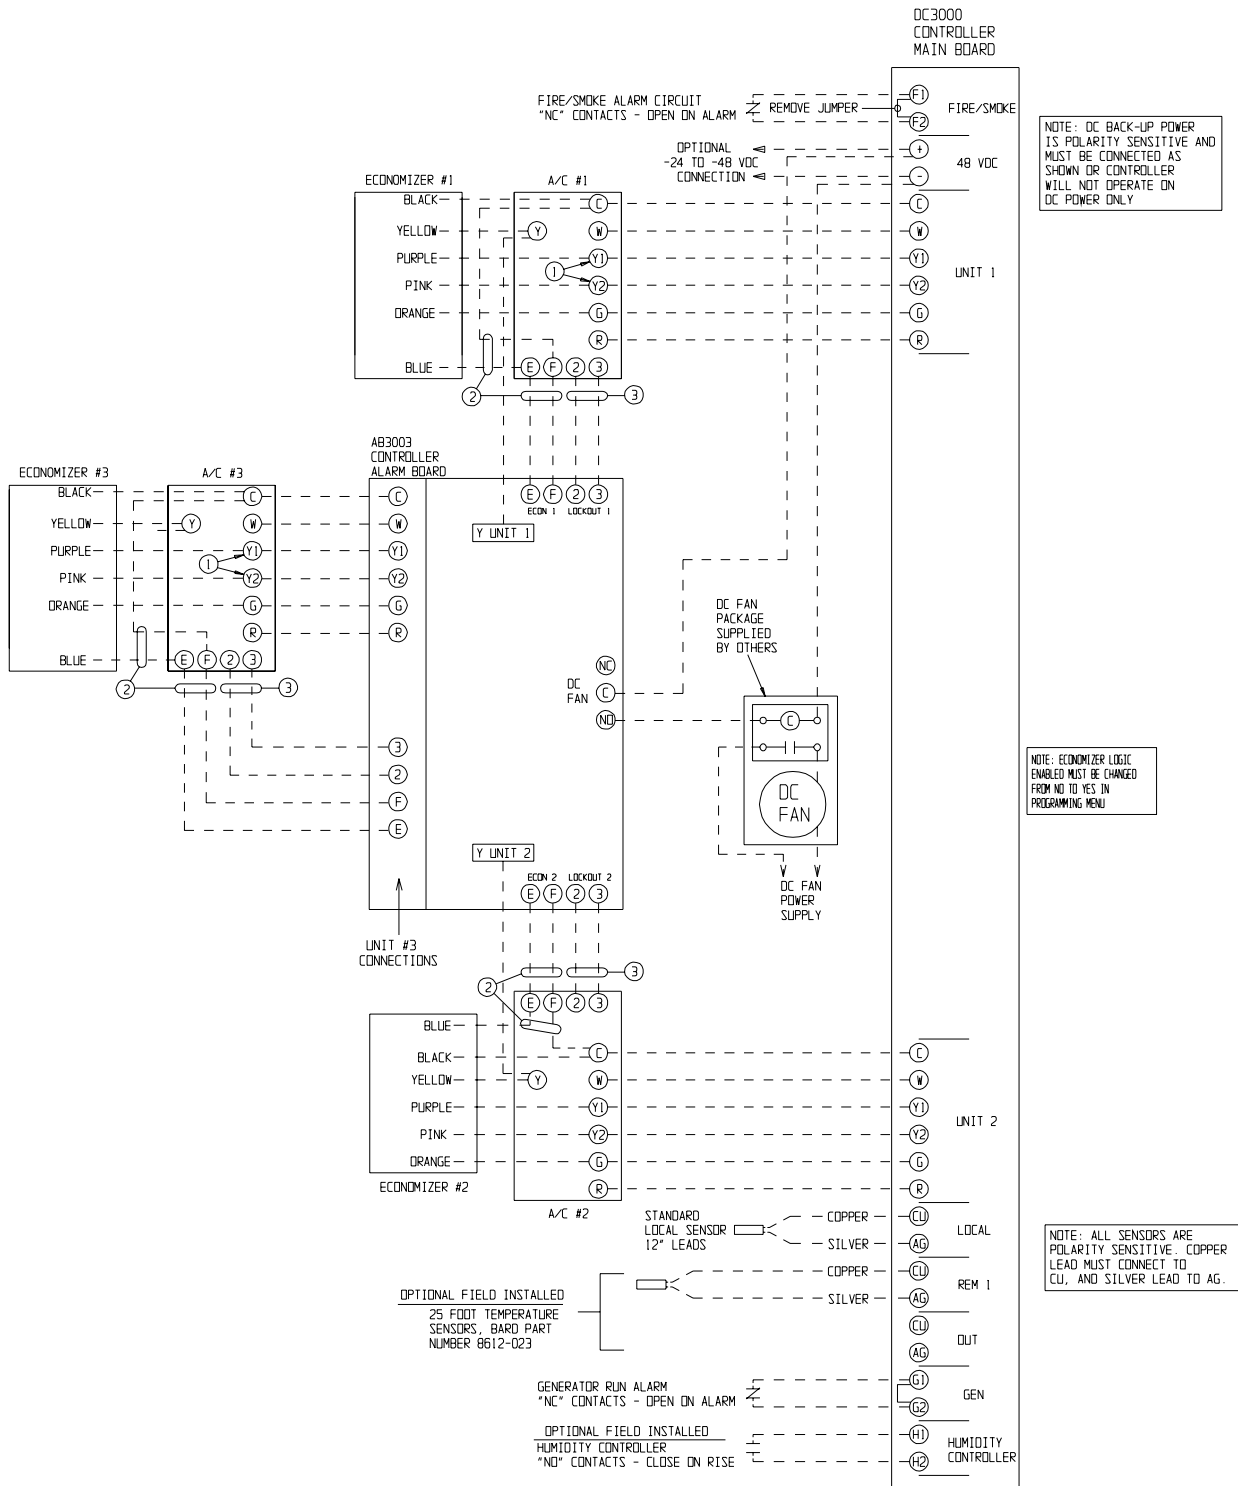 DC3000
CONTROLLER
MAIN BOARD
FIRE/SMOKE ALARM CIRCUIT
"NC" CONTACTS - OPEN ON ALARM
REMOVE JUMPER
F1
F2
FIRE/SMOKE
NOTE: DC BACK-UP POWER
IS POLARITY SENSITIVE AND
MUST BE CONNECTED AS
SHOWN OR CONTROLLER
WILL NOT OPERATE ON
DC POWER ONLY
OPTIONAL
-24 TO -48 VDC
CONNECTION
+
-
48 VDC
ECONOMIZER #1
A/C #1
BLACK
YELLOW
PURPLE
PINK
ORANGE
BLUE
C
Y
W
1
Y1
Y2
G
R
E F 2 3
2
3
C
W
Y1
Y2
G
R
UNIT 1
AB3003
CONTROLLER
ALARM BOARD
E F 2 3
ECON 1 LOCKOUT 1
Y UNIT 1
ECONOMIZER #3
A/C #3
BLACK
YELLOW
PURPLE
PINK
ORANGE
BLUE
C
Y
W
1
Y1
Y2
G
R
E F 2 3
2
3
C
W
Y1
Y2
G
R
3
2
F
E
DC
FAN
NC
C
NO
DC FAN
PACKAGE
SUPPLIED
BY OTHERS
C
DC
FAN
DC FAN
POWER
SUPPLY
NOTE: ECONOMIZER LOGIC
ENABLED MUST BE CHANGED
FROM NO TO YES IN
PROGRAMMING MENU
Y UNIT 2
ECON 2 LOCKOUT 2
E F 2 3
UNIT #3
CONNECTIONS
2
3
E F 2 3
BLUE
BLACK
YELLOW
PURPLE
PINK
ORANGE
ECONOMIZER #2
C
Y
W
Y1
Y2
G
R
A/C #2
C
W
Y1
Y2
G
R
UNIT 2
STANDARD
LOCAL SENSOR
12" LEADS
COPPER
SILVER
CU
AG
LOCAL
NOTE: ALL SENSORS ARE
POLARITY SENSITIVE. COPPER
LEAD MUST CONNECT TO
CU, AND SILVER LEAD TO AG.
OPTIONAL FIELD INSTALLED
25 FOOT TEMPERATURE
SENSORS, BARD PART
NUMBER 8612-023
COPPER
SILVER
CU
AG
REM 1
CU
AG
OUT
GENERATOR RUN ALARM
"NC" CONTACTS - OPEN ON ALARM
G1
G2
GEN
OPTIONAL FIELD INSTALLED
HUMIDITY CONTROLLER
"NO" CONTACTS - CLOSE ON RISE
H1
H2
HUMIDITY
CONTROLLER